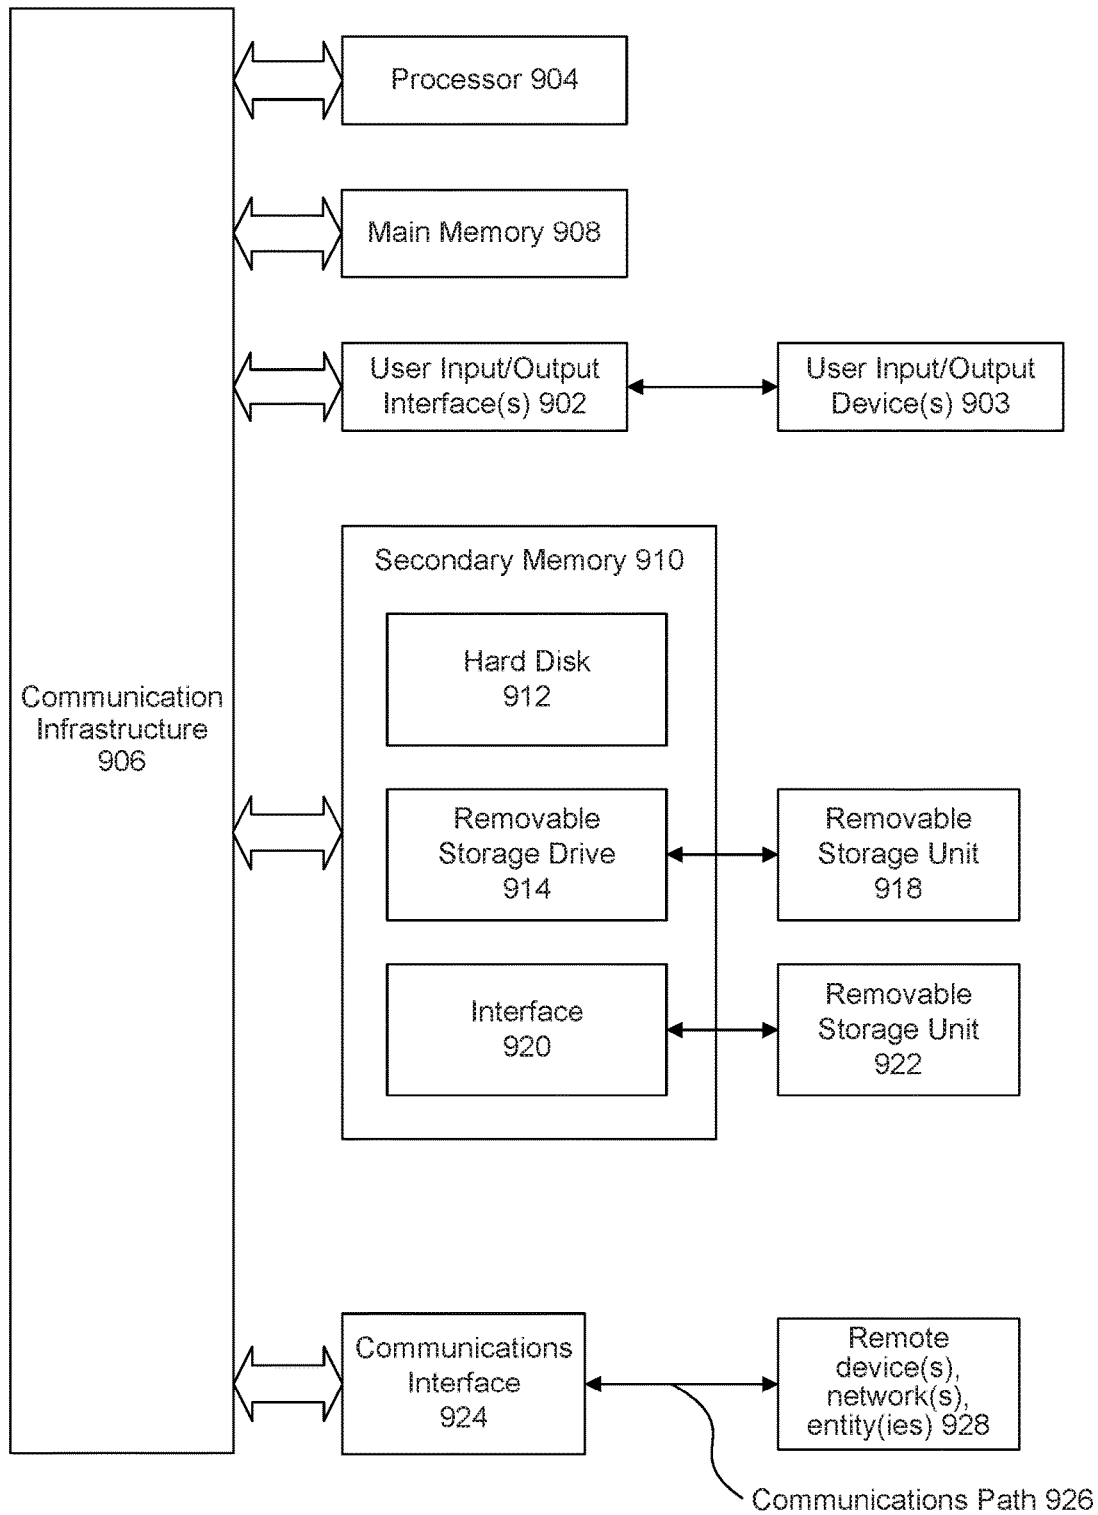 Processor 904
Main Memory 908
User Input/Output
Interface(s) 902
User Input/Output
Device(s) 903
Secondary Memory 910
Hard Disk
912
Communication
Infrastructure
906
Removable
Storage Drive
914
Removable
Storage Unit
918
Interface
920
Removable
Storage Unit
922
Communications
Interface
924
Remote
device(s),
network(s),
entity(ies) 928
Communications Path 926